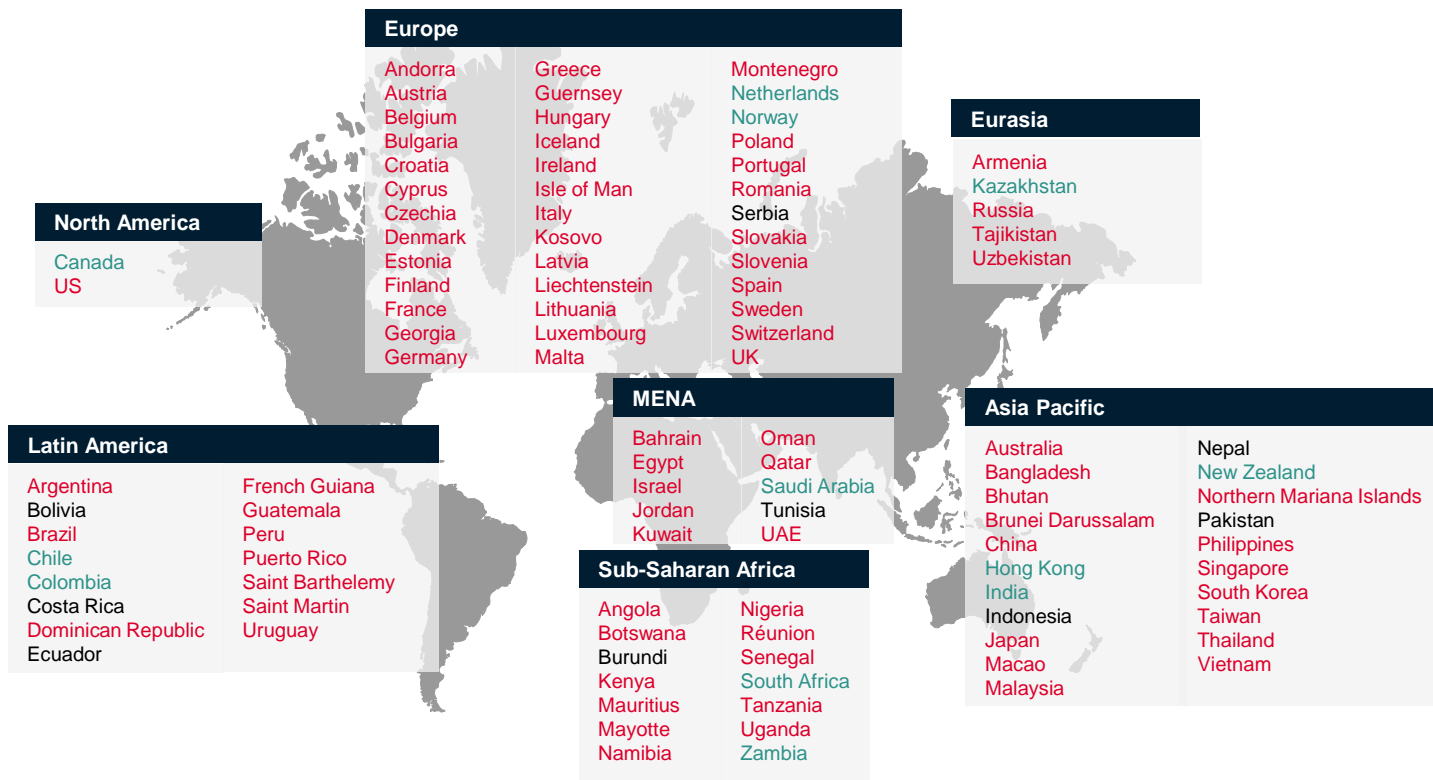 Europe
Andorra
Austria
Belgium
Bulgaria
Croatia
Cyprus
Czechia
Denmark
Estonia
Finland
France
Georgia
Germany
Greece
Guernsey
Hungary
Iceland
Ireland
Isle of Man
Italy
Kosovo
Latvia
Liechtenstein
Lithuania
Luxembourg
Malta
Montenegro
Netherlands
Norway
Poland
Portugal
Romania
Serbia
Slovakia
Slovenia
Spain
Sweden
Switzerland
UK
Eurasia
Armenia
Kazakhstan
Russia
Tajikistan
Uzbekistan
North America
Canada
US
MENA
Bahrain
Egypt
Israel
Jordan
Kuwait
Oman
Qatar
Saudi Arabia
Tunisia
UAE
Asia Pacific
Australia
Bangladesh
Bhutan
Brunei Darussalam
China
Hong Kong
India
Indonesia
Japan
Macao
Malaysia
Nepal
New Zealand
Northern Mariana Islands
Pakistan
Philippines
Singapore
South Korea
Taiwan
Thailand
Vietnam
Latin America
Argentina
Bolivia
Brazil
Chile
Colombia
Costa Rica
Dominican Republic
Ecuador
French Guiana
Guatemala
Peru
Puerto Rico
Saint Barthelemy
Saint Martin
Uruguay
Sub-Saharan Africa
Angola
Botswana
Burundi
Kenya
Mauritius
Mayotte
Namibia
Nigeria
Réunion
Senegal
South Africa
Tanzania
Uganda
Zambia